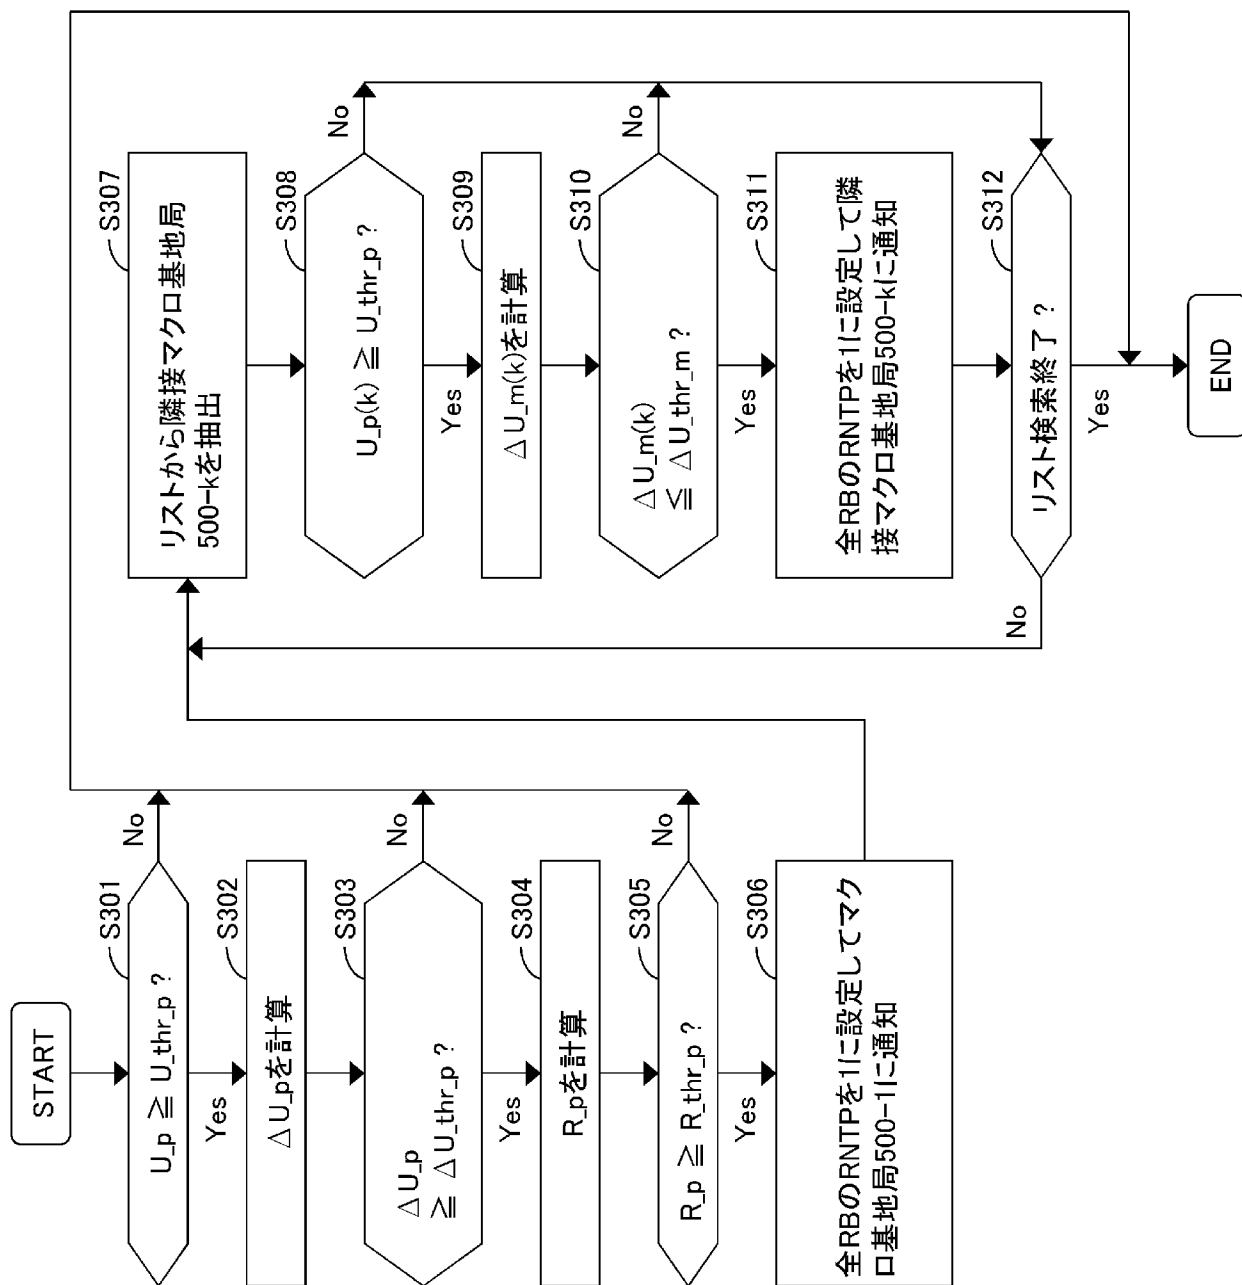 START
S301
U_p ≧ U_thr_p ?
No
Yes
S302
△U_pを計算
S303
△U_p
≧ △U_thr_p ?
No
Yes
S304
R_pを計算
S305
R_p ≧ R_thr_p ?
No
Yes
S306
全RBのRNTPを1に設定してマク
ロ基地局500-1に通知
S307
リストから隣接マクロ基地局
500-kを抽出
S308
U_p(k) ≧ U_thr_p ?
No
Yes
S309
△U_m(k)を計算
S310
△U_m(k)
≦ △U_thr_m ?
No
Yes
S311
全RBのRNTPを1に設定して隣
接マクロ基地局500-kに通知
S312
リスト検索終了 ?
No
Yes
END